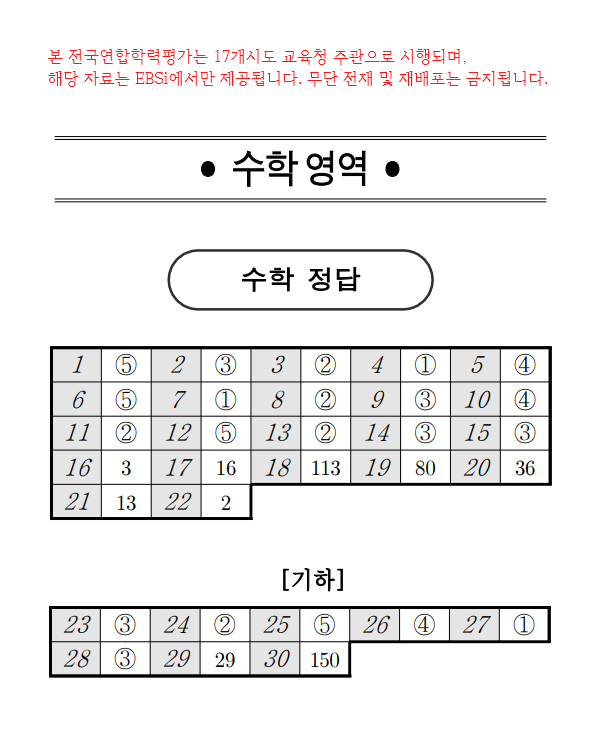 본 전국연합학력평가는 17개시도 교육청 주관으로 시행되며,
해당 자료는 EBSi에서만 제공됩니다. 무단 전재 및 재배포는 금지됩니다.
● 수학 영역 ●
수학 정답
1 ⑤ 2 ③ 3 ② 4 ① 5 ④
6 ⑤ 7 ① 8 ② 9 ③ 10 ④
11 ② 12 ⑤ 13 ② 14 ③ 15 ③
16 3 17 16 18 113 19 80 20 36
21 13 22 2
[기하]
23 ③ 24 ② 25 ⑤ 26 ④ 27 ①
28 ③ 29 29 30 150